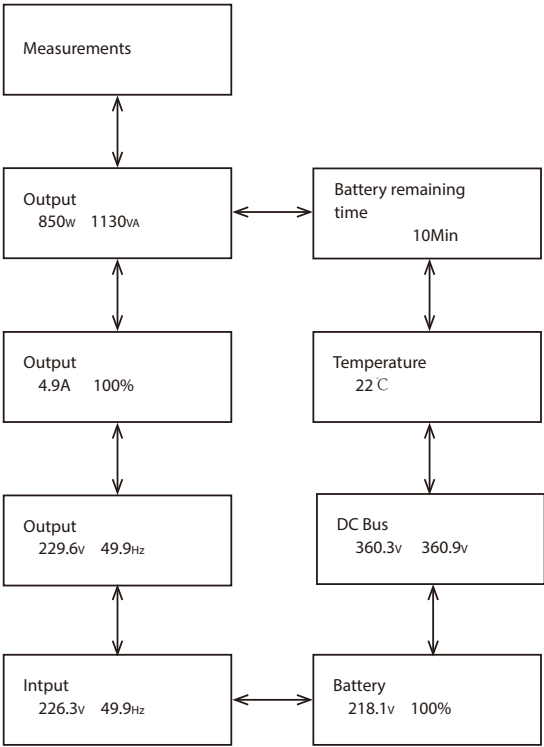 Measurements
Output
850W 1130VA
Battery remaining
time
10Min
Output
4.9A 100%
Temperature
22℃
Output
229.6V 49.9Hz
DC Bus
360.3V 360.9V
Intput
226.3V 49.9Hz
Battery
218.1V 100%